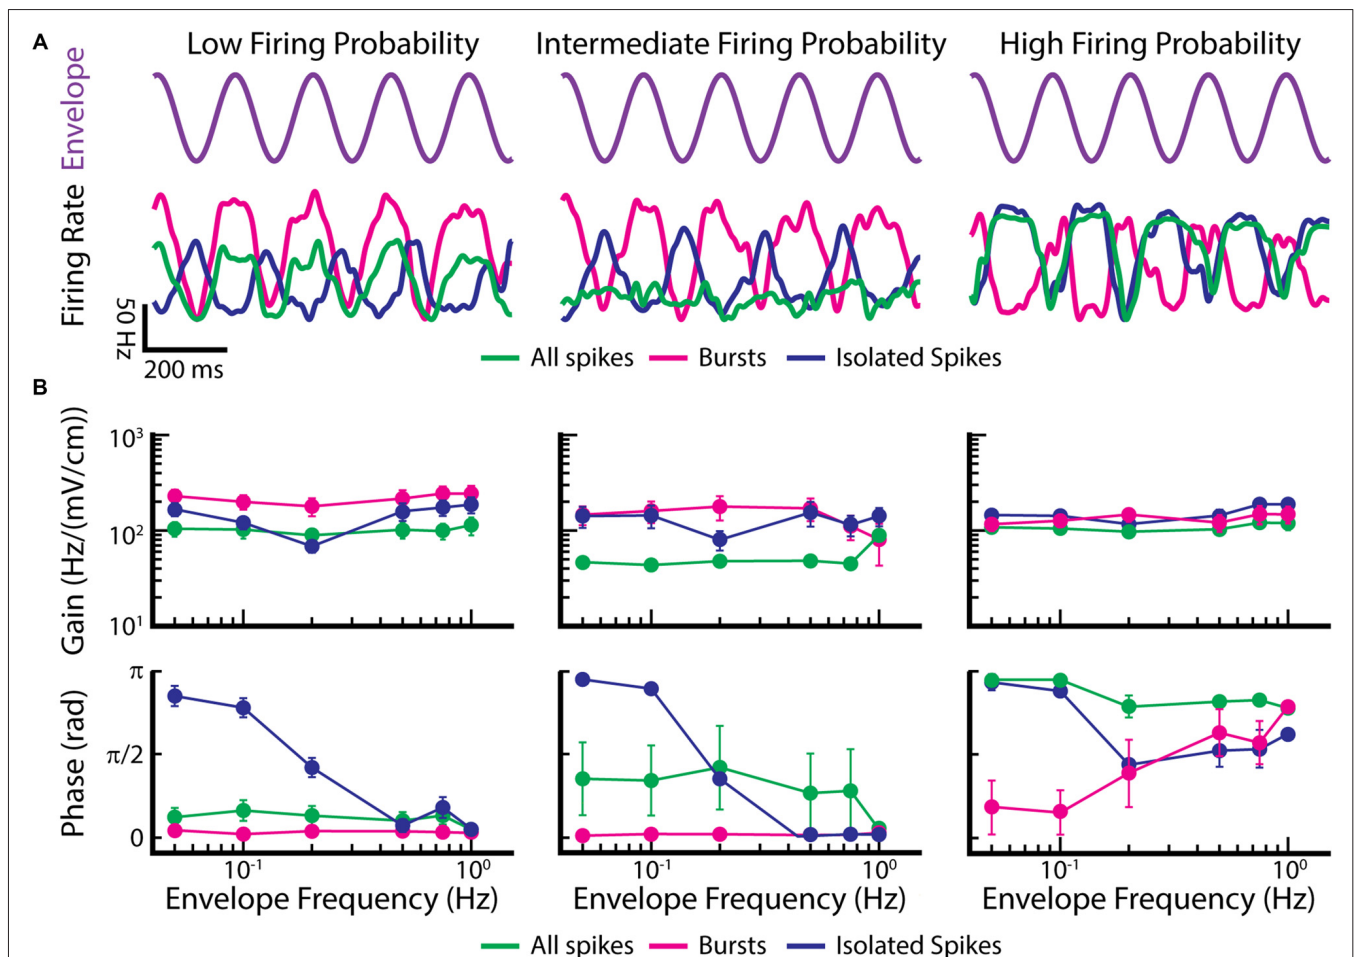 A
Low Firing Probability
Intermediate Firing Probability
High Firing Probability
Envelope
Firing Rate
50 Hz
200 ms
All spikes
Bursts
Isolated Spikes
B
Gain (Hz/(mV/cm))
10³
10²
10¹
Phase (rad)
π
π/2
0
10⁻¹
10⁰
10⁻¹
10⁰
10⁻¹
10⁰
Envelope Frequency (Hz)
Envelope Frequency (Hz)
Envelope Frequency (Hz)
All spikes
Bursts
Isolated Spikes